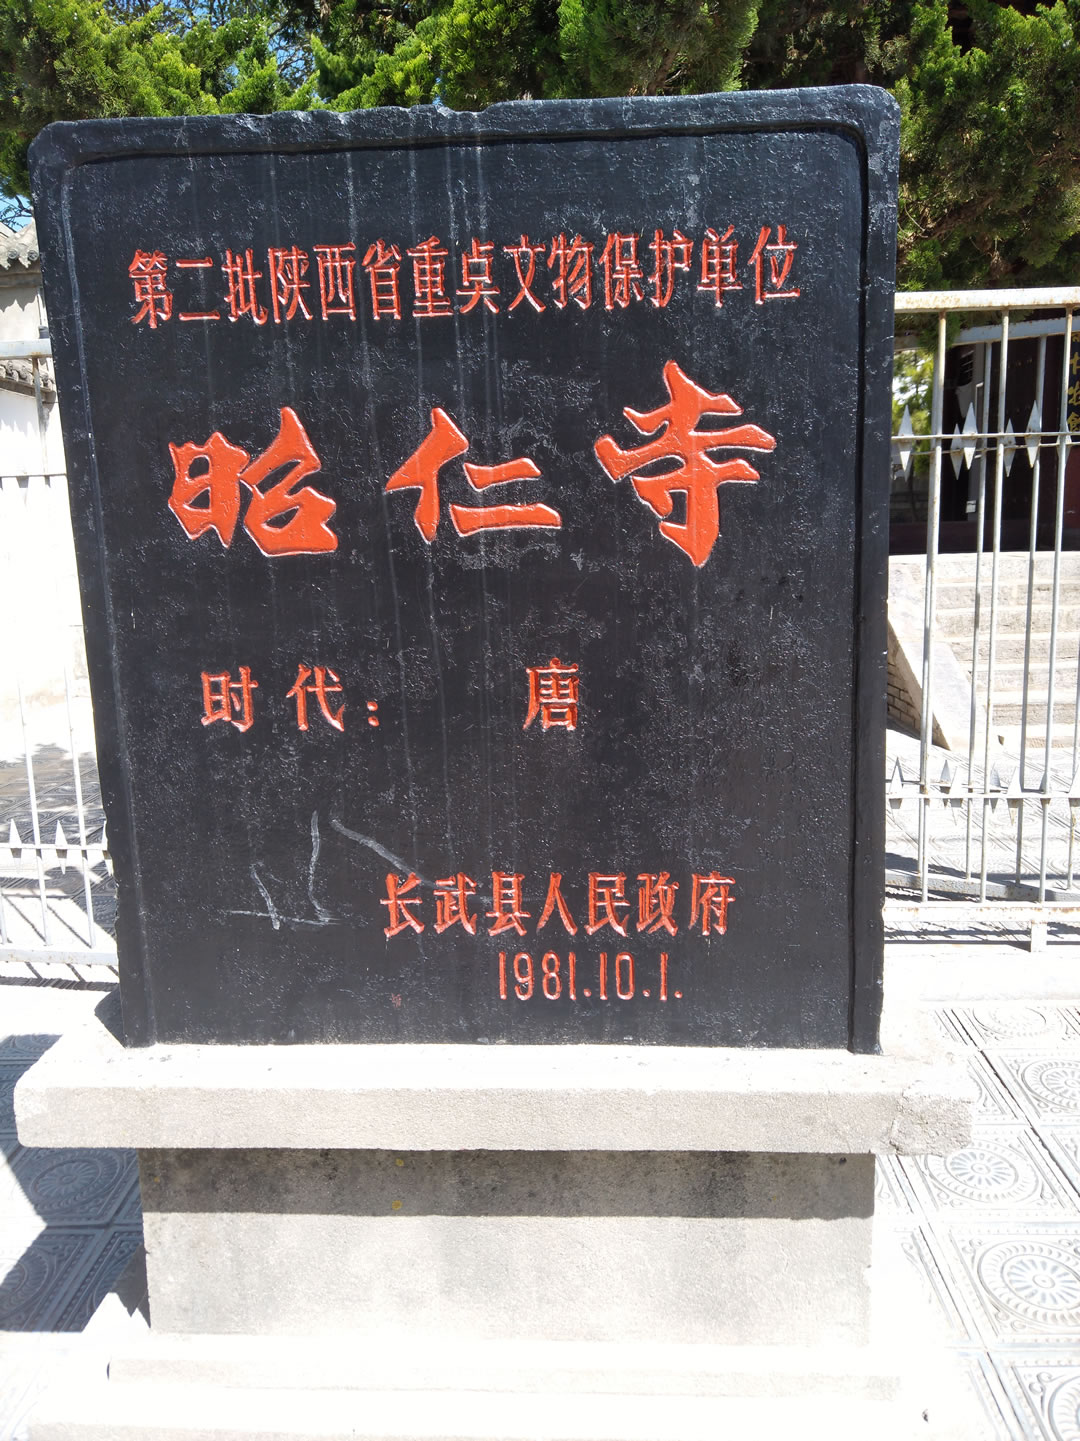 第二批陕西省重点文物保护单位
昭仁寺
时代： 唐
长武县人民政府
1981.10.1.